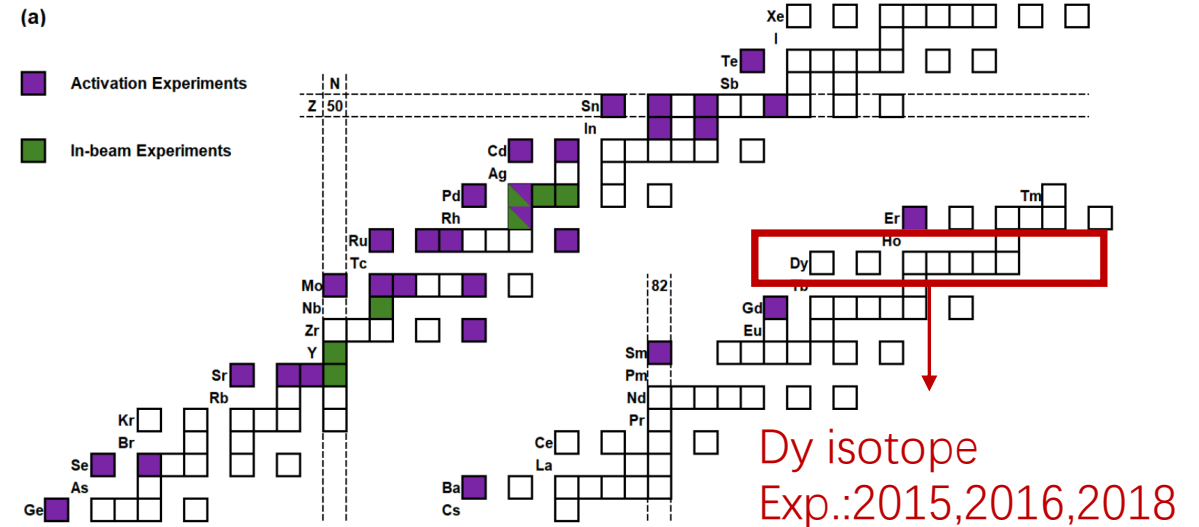 (a)
Activation Experiments
In-beam Experiments
N
Z 50
Xe
I
Te
Sb
Sn
In
Cd
Ag
Pd
Rh
Ru
Tc
Mo
Nb
Zr
Y
Sr
Rb
Kr
Br
Se
As
Ge
Tm
Er
Ho
Dy
Tb
82
Gd
Eu
Sm
Pm
Nd
Pr
Ce
La
Ba
Cs
Dy isotope
Exp.:2015,2016,2018